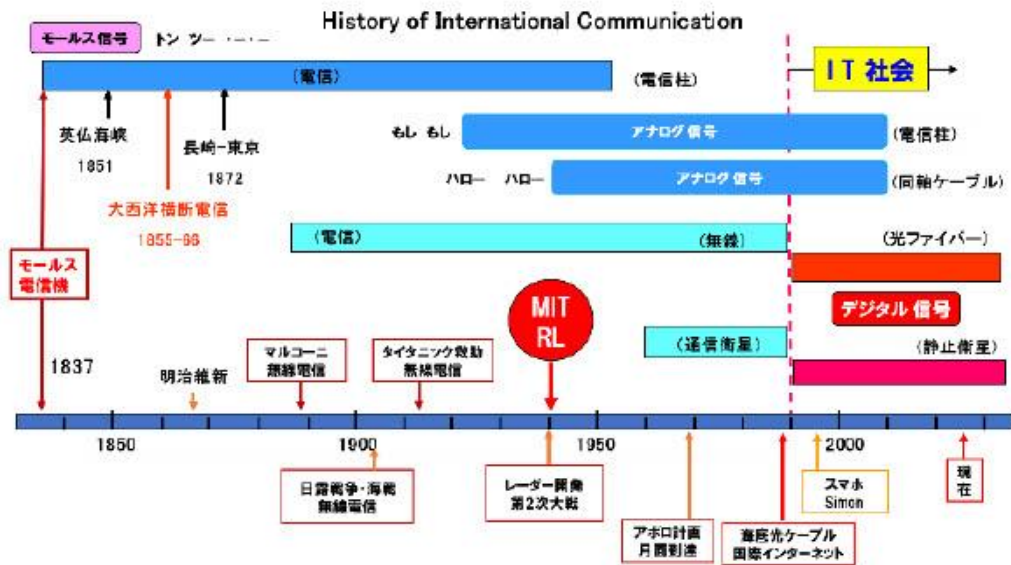 History of International Communication
モールス信号 トン ツー ー・ー・ー
(電信)
(電信柱)
IT 社会
英仏海峡
1851
長崎-東京
1872
もし もし
アナログ信号
(電信柱)
ハロー ハロー
アナログ信号
(同軸ケーブル)
大西洋横断電信
1855-66
(電信)
(無線)
(光ファイバー)
モールス
電信機
MIT
RL
デジタル信号
(通信衛星)
(静止衛星)
1837
明治維新
マルコーニ
無線電信
タイタニック救助
無線電信
1850
1900
1950
2000
日露戦争・海戦
無線電信
レーダー開発
第2次大戦
アポロ計画
月面到達
海底光ケーブル
国際インターネット
スマホ
Simon
現
在